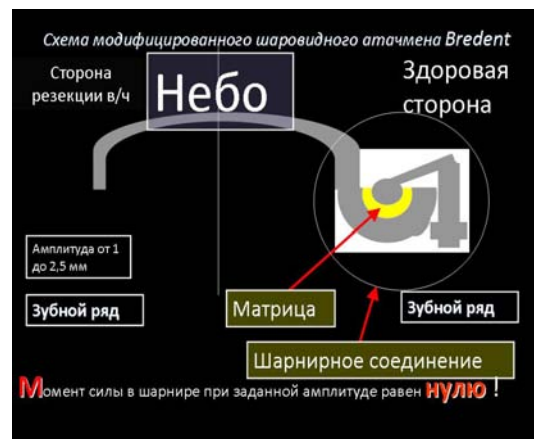 Схема модифицированного шаровидного атачмена Bredent
Сторона
резекции в/ч
Небо
Здоровая
сторона
Амплитуда от 1
до 2,5 мм
Зубной ряд
Матрица
Зубной ряд
Шарнирное соединение
Момент силы в шарнире при заданной амплитуде равен нулю !